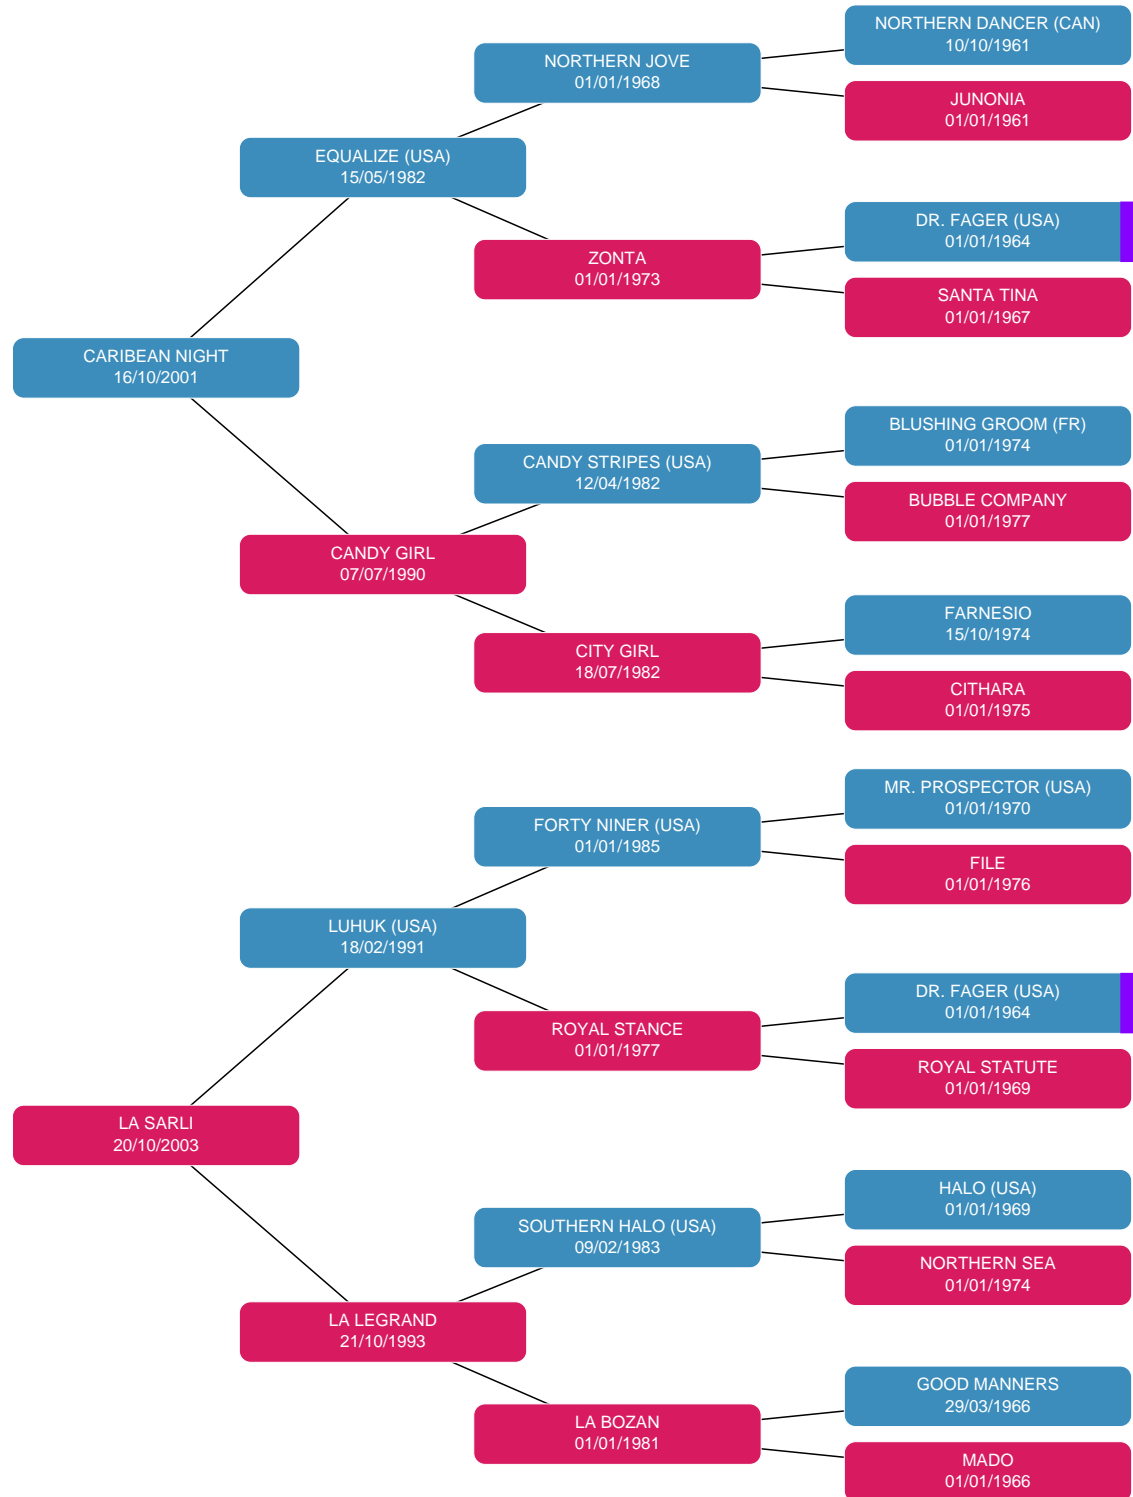 NORTHERN DANCER (CAN)
10/10/1961
NORTHERN JOVE
01/01/1968
JUNONIA
01/01/1961
EQUALIZE (USA)
15/05/1982
DR. FAGER (USA)
01/01/1964
ZONTA
01/01/1973
SANTA TINA
01/01/1967
CARIBEAN NIGHT
16/10/2001
BLUSHING GROOM (FR)
01/01/1974
CANDY STRIPES (USA)
12/04/1982
BUBBLE COMPANY
01/01/1977
CANDY GIRL
07/07/1990
FARNESIO
15/10/1974
CITY GIRL
18/07/1982
CITHARA
01/01/1975
MR. PROSPECTOR (USA)
01/01/1970
FORTY NINER (USA)
01/01/1985
FILE
01/01/1976
LUHUK (USA)
18/02/1991
DR. FAGER (USA)
01/01/1964
ROYAL STANCE
01/01/1977
ROYAL STATUTE
01/01/1969
LA SARLI
20/10/2003
HALO (USA)
01/01/1969
SOUTHERN HALO (USA)
09/02/1983
NORTHERN SEA
01/01/1974
LA LEGRAND
21/10/1993
GOOD MANNERS
29/03/1966
LA BOZAN
01/01/1981
MADO
01/01/1966